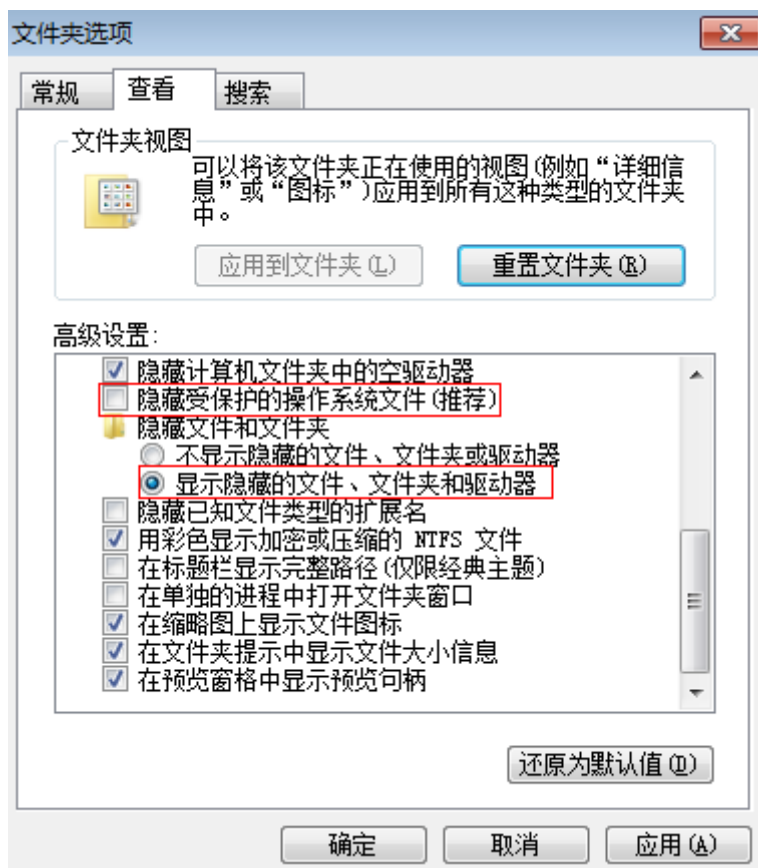 文件夹选项
常规 查看 搜索
文件夹视图
可以将该文件夹正在使用的视图(例如“详细信
息”或“图标”)应用到所有这种类型的文件夹
中。
应用到文件夹(L) 重置文件夹(R)
高级设置:
隐藏计算机文件夹中的空驱动器
隐藏受保护的操作系统文件(推荐)
隐藏文件和文件夹
不显示隐藏的文件、文件夹或驱动器
显示隐藏的文件、文件夹和驱动器
隐藏已知文件类型的扩展名
用彩色显示加密或压缩的 NTFS 文件
在标题栏显示完整路径(仅限经典主题)
在单独的进程中打开文件夹窗口
在缩略图上显示文件图标
在文件夹提示中显示文件大小信息
在预览窗格中显示预览句柄
还原为默认值(D)
确定 取消 应用(A)